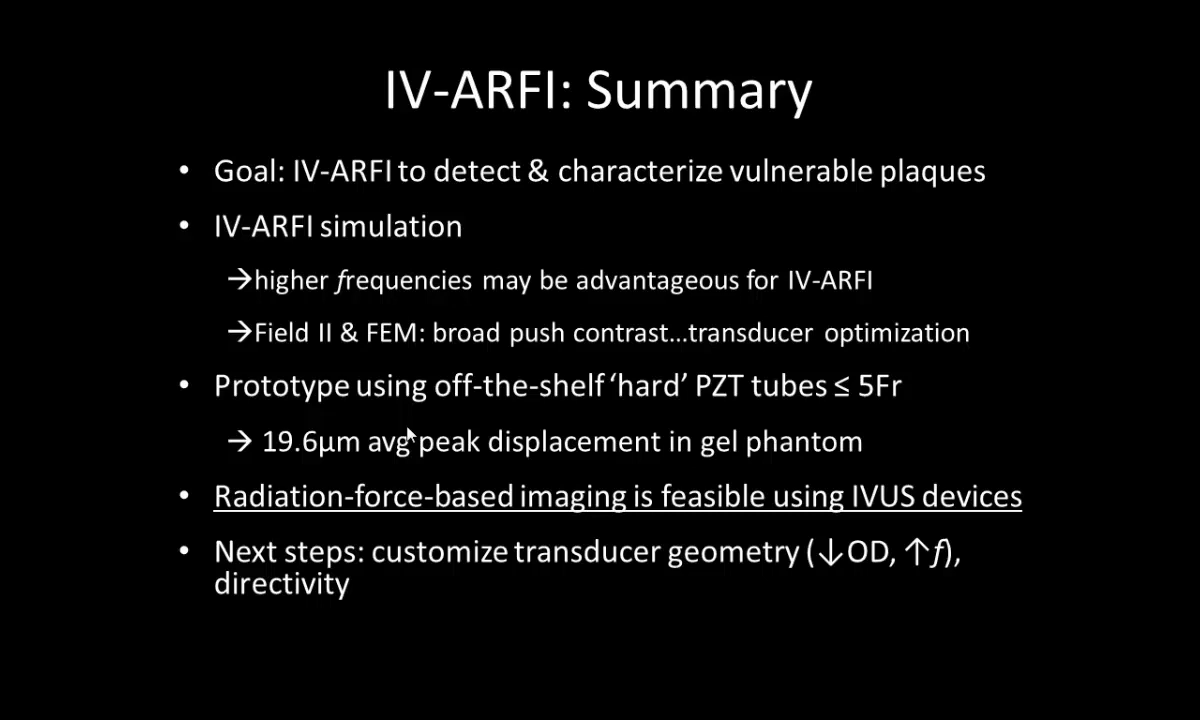 IV-ARFI: Summary
• Goal: IV-ARFI to detect & characterize vulnerable plaques
• IV-ARFI simulation
→higher frequencies may be advantageous for IV-ARFI
→Field II & FEM: broad push contrast...transducer optimization
• Prototype using off-the-shelf ‘hard’ PZT tubes ≤ 5Fr
→ 19.6µm avg peak displacement in gel phantom
• Radiation-force-based imaging is feasible using IVUS devices
• Next steps: customize transducer geometry (↓OD, ↑f),
directivity